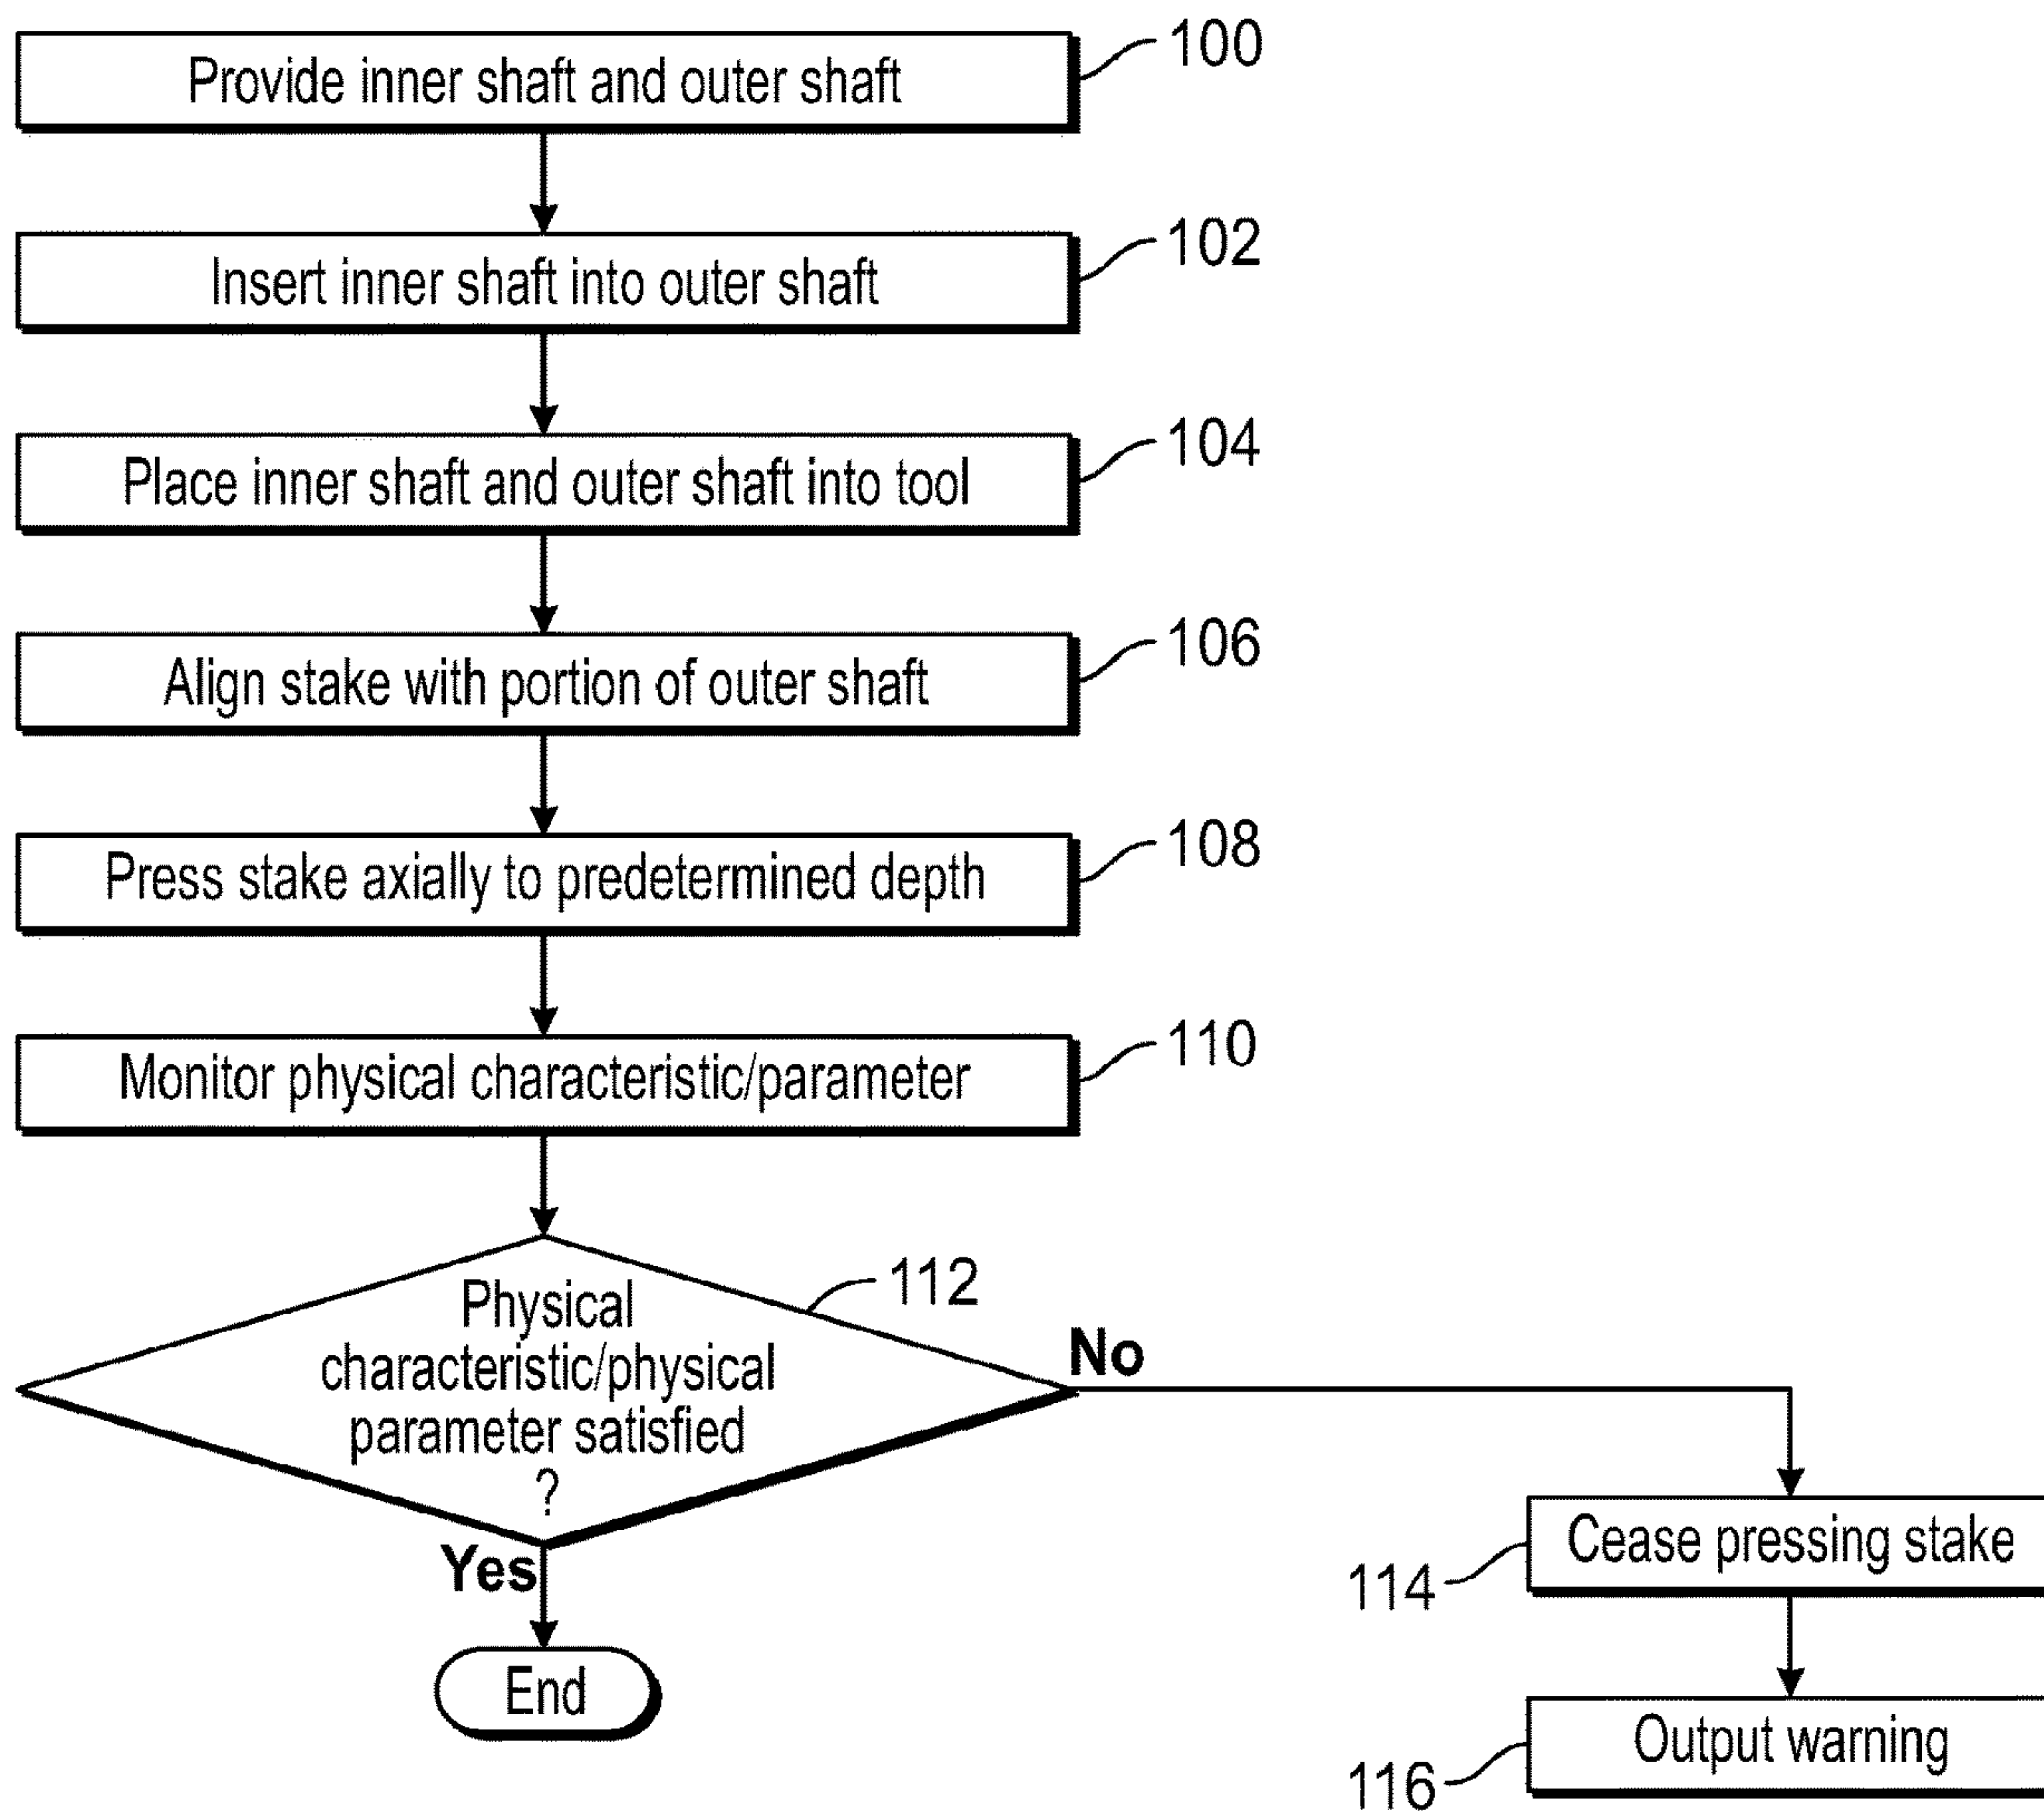 Provide inner shaft and outer shaft
100
Insert inner shaft into outer shaft
102
Place inner shaft and outer shaft into tool
104
Align stake with portion of outer shaft
106
Press stake axially to predetermined depth
108
Monitor physical characteristic/parameter
110
Physical
characteristic/physical
parameter satisfied
?
112
No
Yes
End
Cease pressing stake
114
Output warning
116